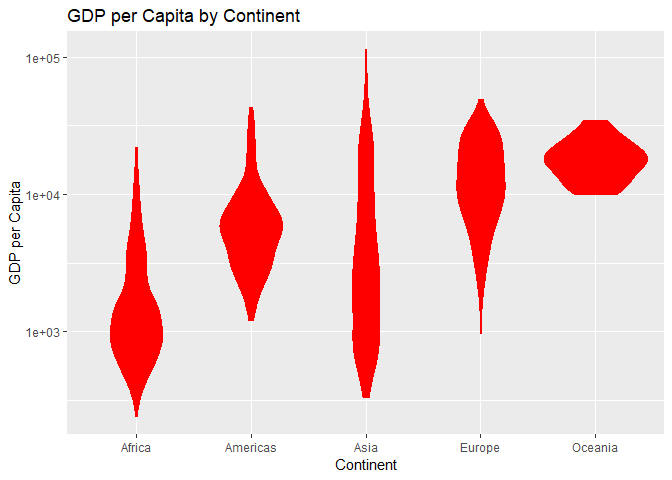 GDP per Capita by Continent
1e+05
1e+04
1e+03
GDP per Capita
Africa
Americas
Asia
Europe
Oceania
Continent